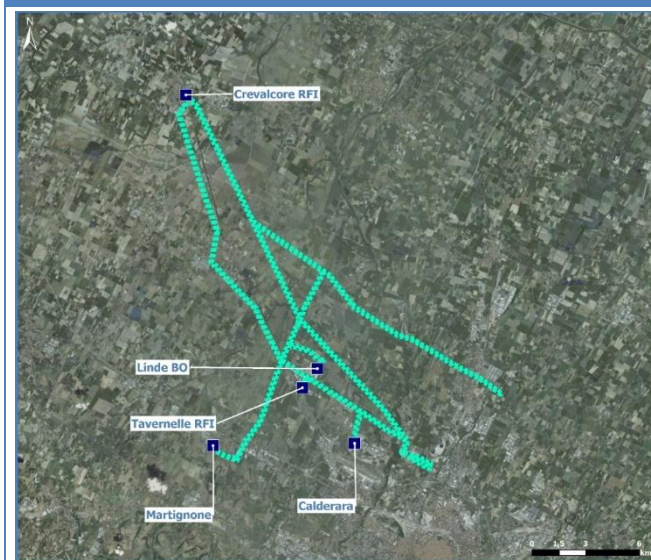 N
Crevalcore RFI
Linde BO
Tavernelle RFI
Martignone
Calderara
0 1,5 3 6
km